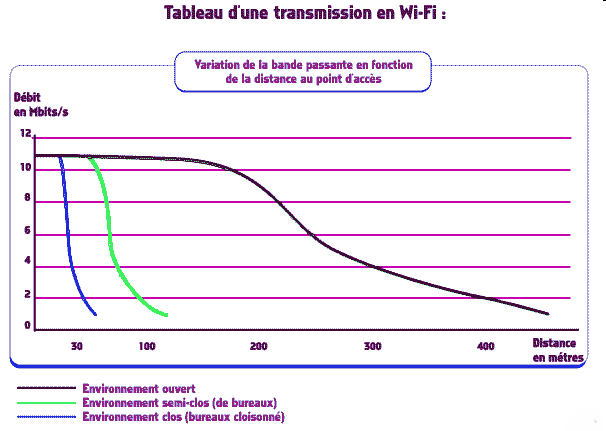 Tableau d'une transmission en Wi-Fi :
Variation de la bande passante en fonction
de la distance au point d'accès
Débit
en Mbits/s
12
10
8
6
4
2
0
30 100 200 300 400
Distance
en métres
Environnement ouvert
Environnement semi-clos (de bureaux)
Environnement clos (bureaux cloisonné)